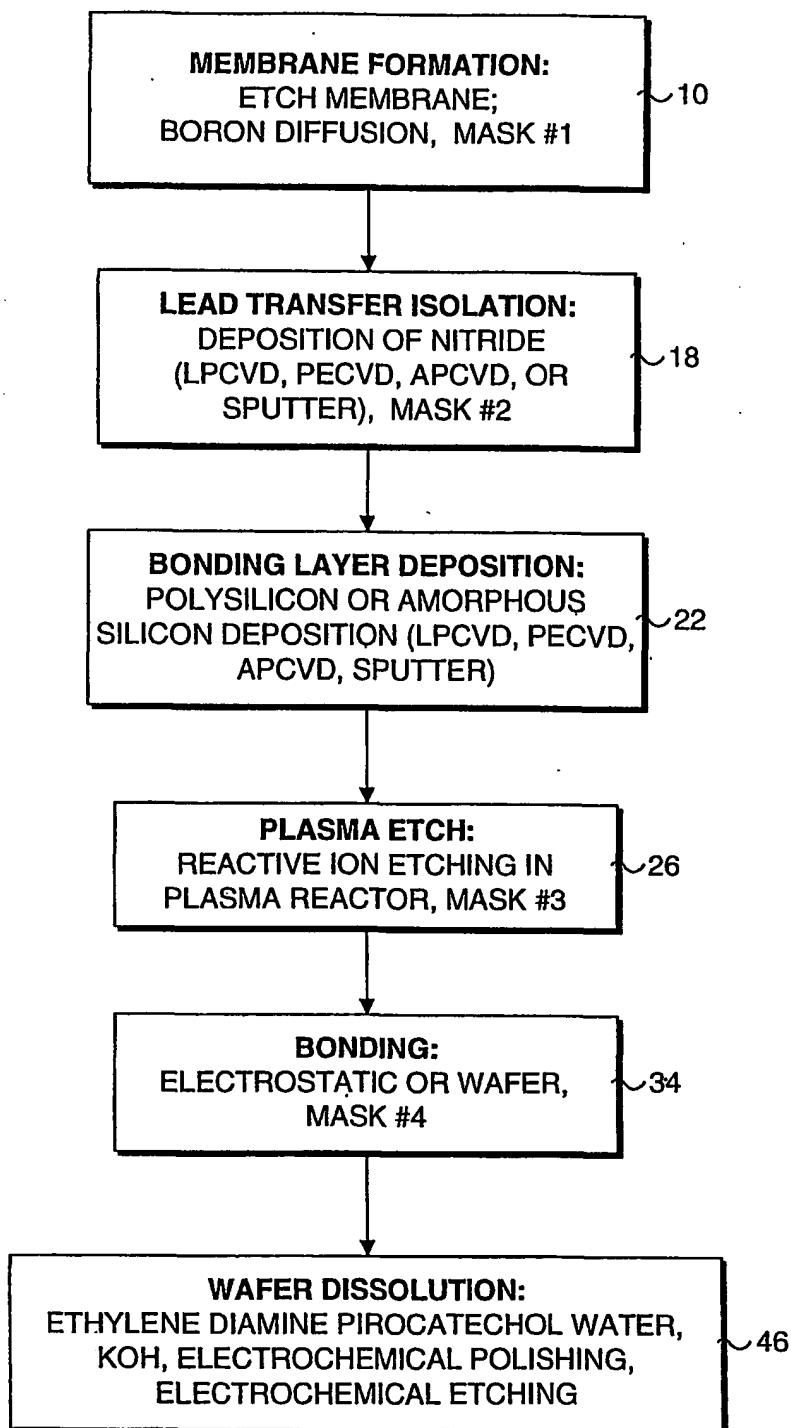 MEMBRANE FORMATION:
ETCH MEMBRANE;
BORON DIFFUSION, MASK #1
10
LEAD TRANSFER ISOLATION:
DEPOSITION OF NITRIDE
(LPCVD, PECVD, APCVD, OR
SPUTTER), MASK #2
18
BONDING LAYER DEPOSITION:
POLYSILICON OR AMORPHOUS
SILICON DEPOSITION (LPCVD, PECVD,
APCVD, SPUTTER)
22
PLASMA ETCH:
REACTIVE ION ETCHING IN
PLASMA REACTOR, MASK #3
26
BONDING:
ELECTROSTATIC OR WAFER,
MASK #4
34
WAFER DISSOLUTION:
ETHYLENE DIAMINE PIROCATECHOL WATER,
KOH, ELECTROCHEMICAL POLISHING,
ELECTROCHEMICAL ETCHING
46